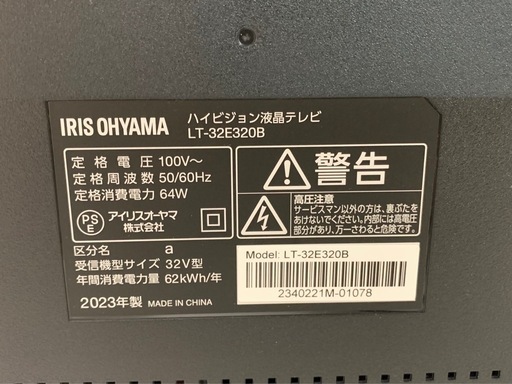 IRIS OHYAMA
ハイビジョン液晶テレビ
LT-32E320B
定格電圧 100V~
定格周波数 50/60Hz
定格消費電力 64W
PS
E
アイリスオーヤマ
株式会社
区分名 a
受信機型サイズ 32V型
年間消費電力量 62kWh/年
2023年製 MADE IN CHINA
警告
高圧注意
サービスマン以外の方は、裏ぶたを
あけないでください。内部には高電圧
部分があり、万一さわると危険です。
Model: LT-32E320B
2340221M-01078